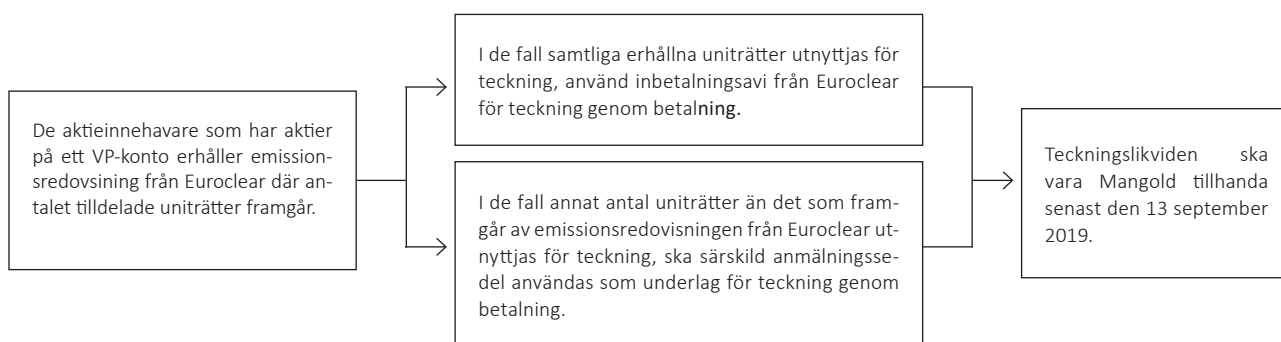 De aktieinnehavare som har aktier
på ett VP-konto erhåller emission-
sredovsining från Euroclear där an-
talet tilldelade uniträtter framgår.
I de fall samtliga erhållna uniträtter utnyttjas för
teckning, använd inbetalningsavi från Euroclear
för teckning genom betalning.
I de fall annat antal uniträtter än det som fram-
går av emissionsredovisningen från Euroclear ut-
nyttjas för teckning, ska särskild anmälningsse-
del användas som underlag för teckning genom
betalning.
Teckningslikviden ska
vara Mangold tillhanda
senast den 13 september
2019.